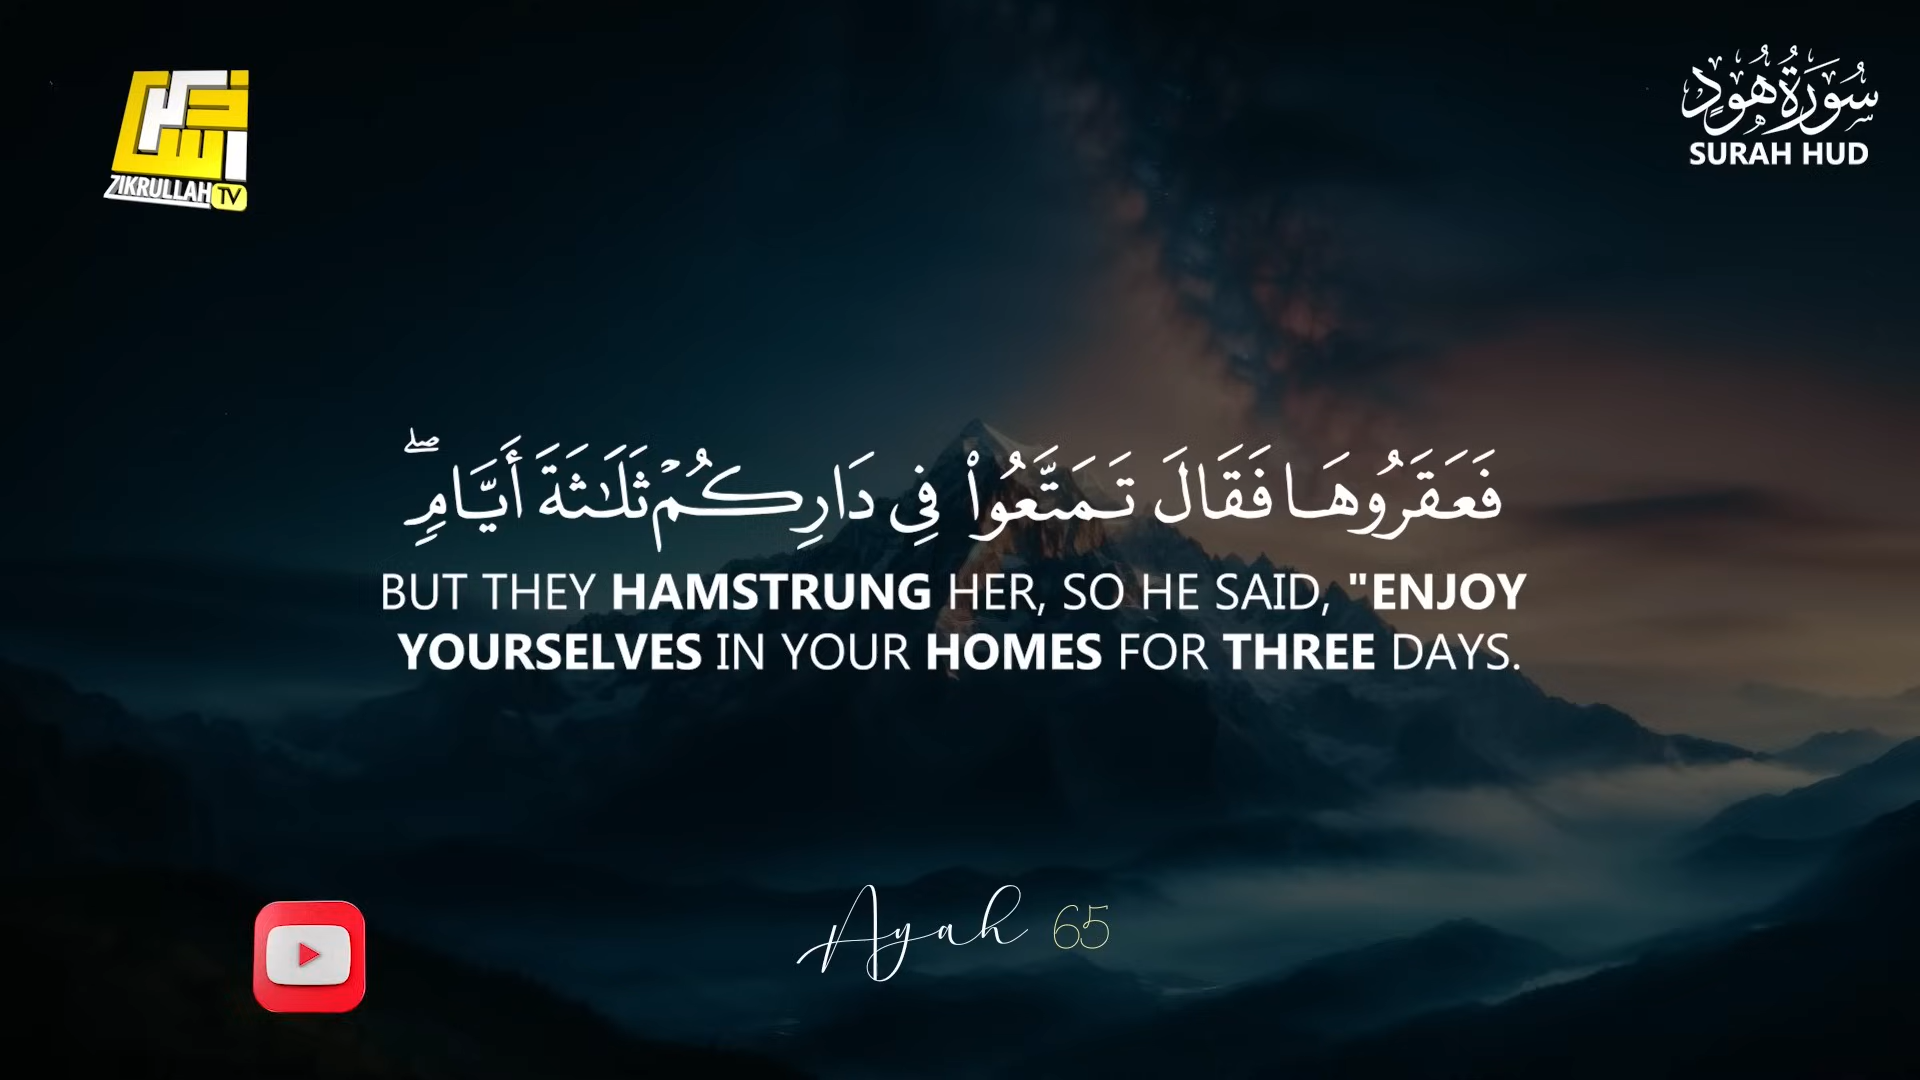 ZIKRULLAH TV
سُورَةُ هُودٍ
SURAH HUD
فَعَقَرُوهَا فَقَالَ تَمَتَّعُوا۟ فِى دَارِكُمْ ثَلَـٰثَةَ أَيَّامٍۢ ۖ
BUT THEY HAMSTRUNG HER, SO HE SAID, "ENJOY
YOURSELVES IN YOUR HOMES FOR THREE DAYS.
Ayah 65